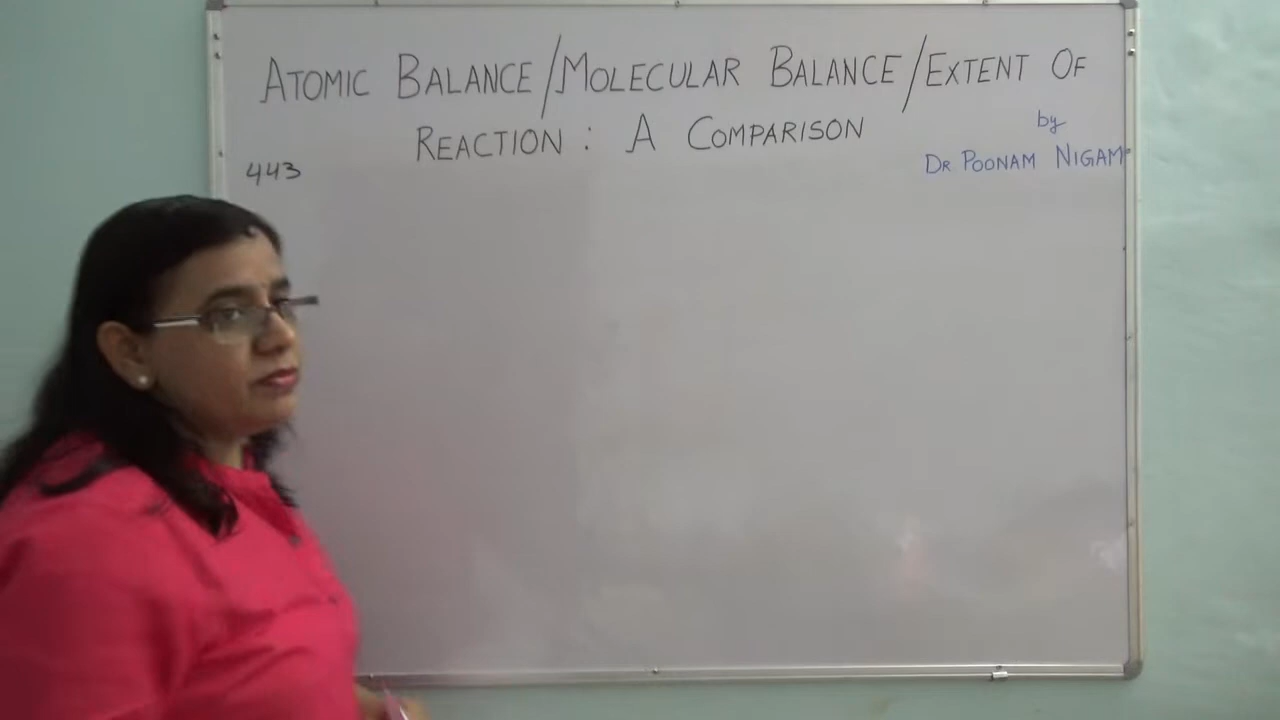 ATOMIC BALANCE/MOLECULAR BALANCE/EXTENT OF
REACTION : A COMPARISON
by
DR POONAM NIGAM
443